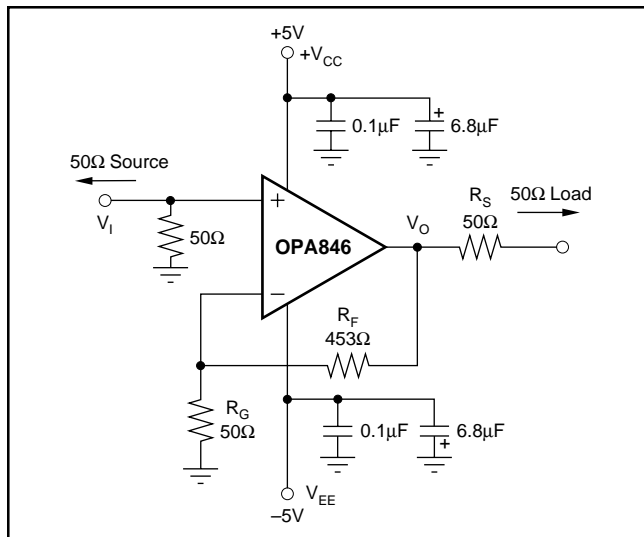 +5V
+V_CC
0.1µF
6.8µF
+
50Ω Source
V_I
50Ω
+
−
OPA846
V_O
R_S
50Ω
50Ω Load
R_F
453Ω
R_G
50Ω
0.1µF
6.8µF
+
V_EE
–5V